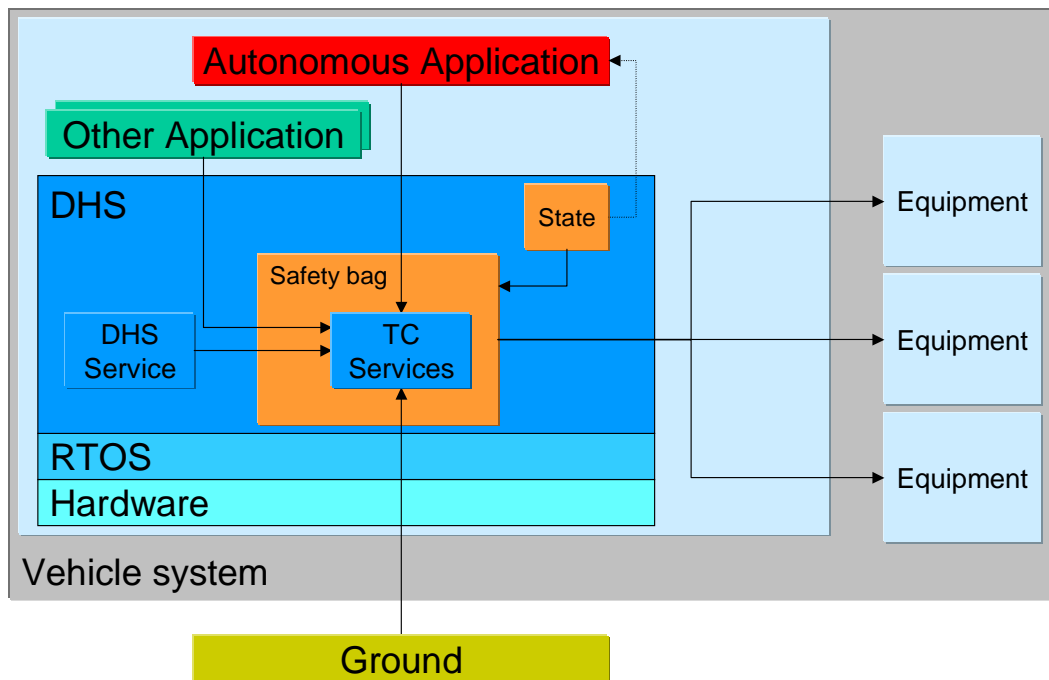 Autonomous Application
Other Application
DHS
State
Equipment
Safety bag
DHS
Service
TC
Services
Equipment
RTOS
Equipment
Hardware
Vehicle system
Ground